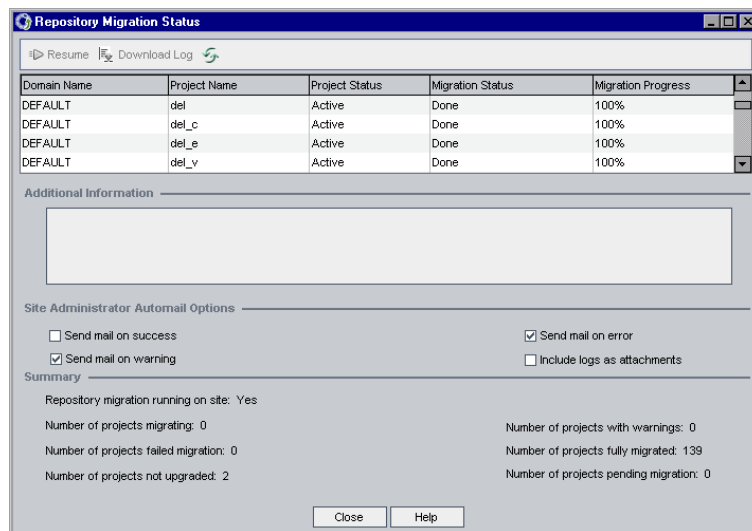 Repository Migration Status
Resume Download Log
Domain Name Project Name Project Status Migration Status Migration Progress
DEFAULT del Active Done 100%
DEFAULT del_c Active Done 100%
DEFAULT del_e Active Done 100%
DEFAULT del_v Active Done 100%
Additional Information
Site Administrator Automail Options
Send mail on success Send mail on error
Send mail on warning Include logs as attachments
Summary
Repository migration running on site: Yes
Number of projects migrating: 0 Number of projects with warnings: 0
Number of projects failed migration: 0 Number of projects fully migrated: 139
Number of projects not upgraded: 2 Number of projects pending migration: 0
Close Help